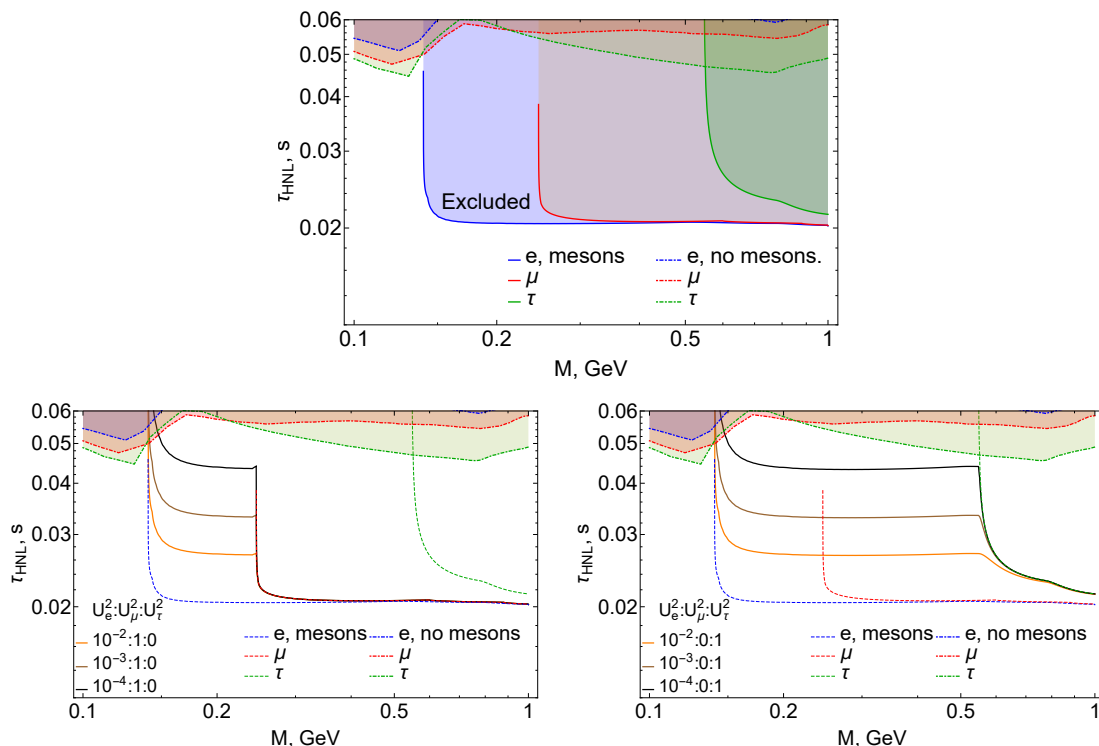 0.06
0.05
0.04
0.03
0.02
τHNL, s
Excluded
e, mesons
μ
τ
e, no mesons.
μ
τ
0.1 0.2 0.5 1
M, GeV
0.06
0.05
0.04
0.03
0.02
τHNL, s
U²e:U²μ:U²τ
10⁻²:1:0
10⁻³:1:0
10⁻⁴:1:0
e, mesons
μ
τ
e, no mesons
μ
τ
0.1 0.2 0.5 1
M, GeV
0.06
0.05
0.04
0.03
0.02
τHNL, s
U²e:U²μ:U²τ
10⁻²:0:1
10⁻³:0:1
10⁻⁴:0:1
e, mesons
μ
τ
e, no mesons
μ
τ
0.1 0.2 0.5 1
M, GeV